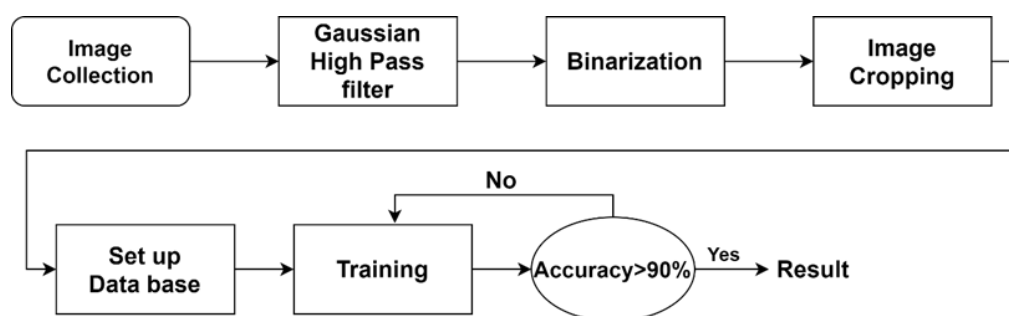 Image
Collection
Gaussian
High Pass
filter
Binarization
Image
Cropping
No
Set up
Data base
Training
Accuracy>90%
Yes
Result